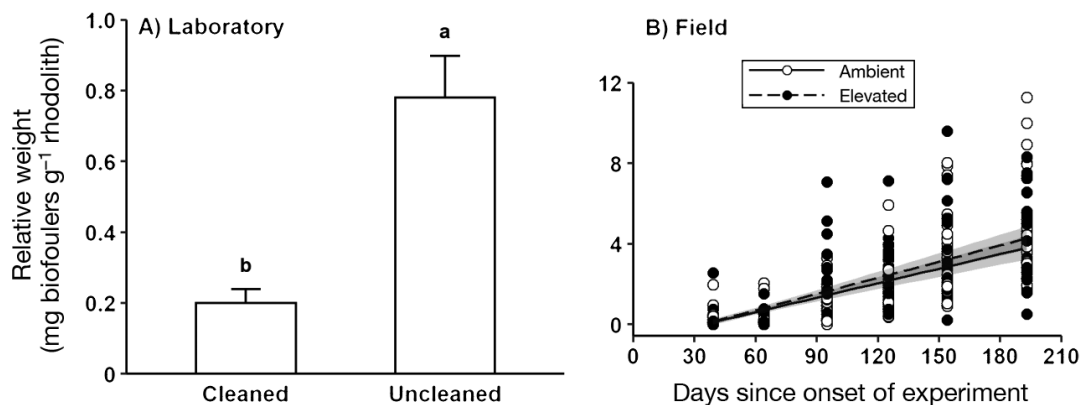 A) Laboratory
Relative weight
(mg biofoulers g⁻¹ rhodolith)
1.0
0.8
0.6
0.4
0.2
0
b
a
Cleaned
Uncleaned
B) Field
Ambient
Elevated
12
8
4
0
0
30
60
90
120
150
180
210
Days since onset of experiment